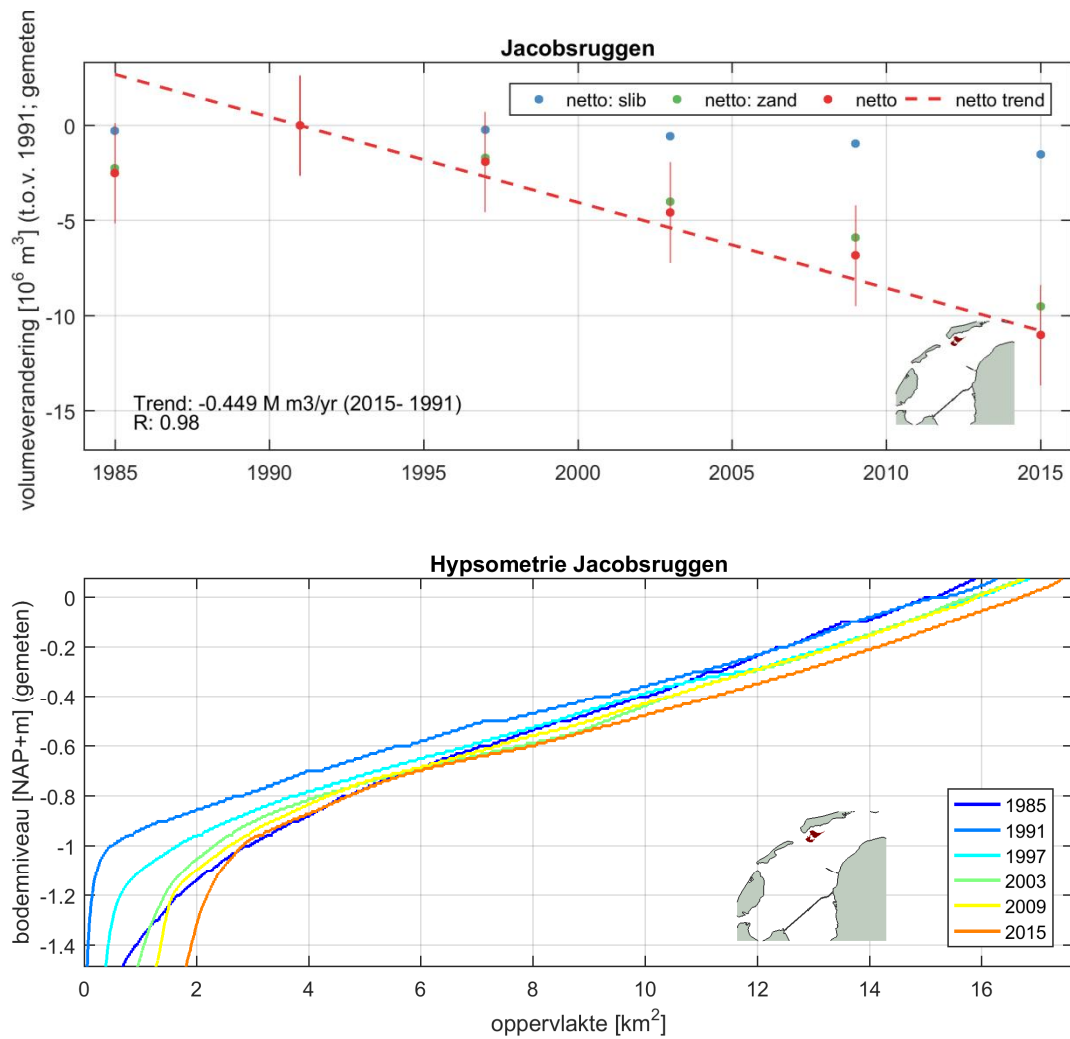 Jacobsruggen
volumeverandering [10⁶ m³] (t.o.v. 1991; gemeten
netto: slib netto: zand netto netto trend
0
-5
-10
-15
Trend: -0.449 M m3/yr (2015- 1991)
R: 0.98
1985 1990 1995 2000 2005 2010 2015
Hypsometrie Jacobsruggen
bodemniveau [NAP+m] (gemeten)
0
-0.2
-0.4
-0.6
-0.8
-1
-1.2
-1.4
1985
1991
1997
2003
2009
2015
0 2 4 6 8 10 12 14 16
oppervlakte [km²]